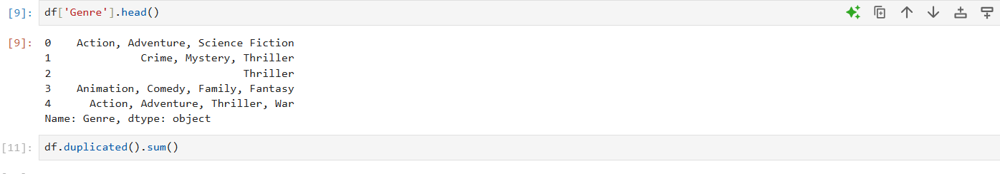 [9]: df['Genre'].head()
[9]: 0    Action, Adventure, Science Fiction
1              Crime, Mystery, Thriller
2                              Thriller
3    Animation, Comedy, Family, Fantasy
4      Action, Adventure, Thriller, War
Name: Genre, dtype: object
[11]: df.duplicated().sum()